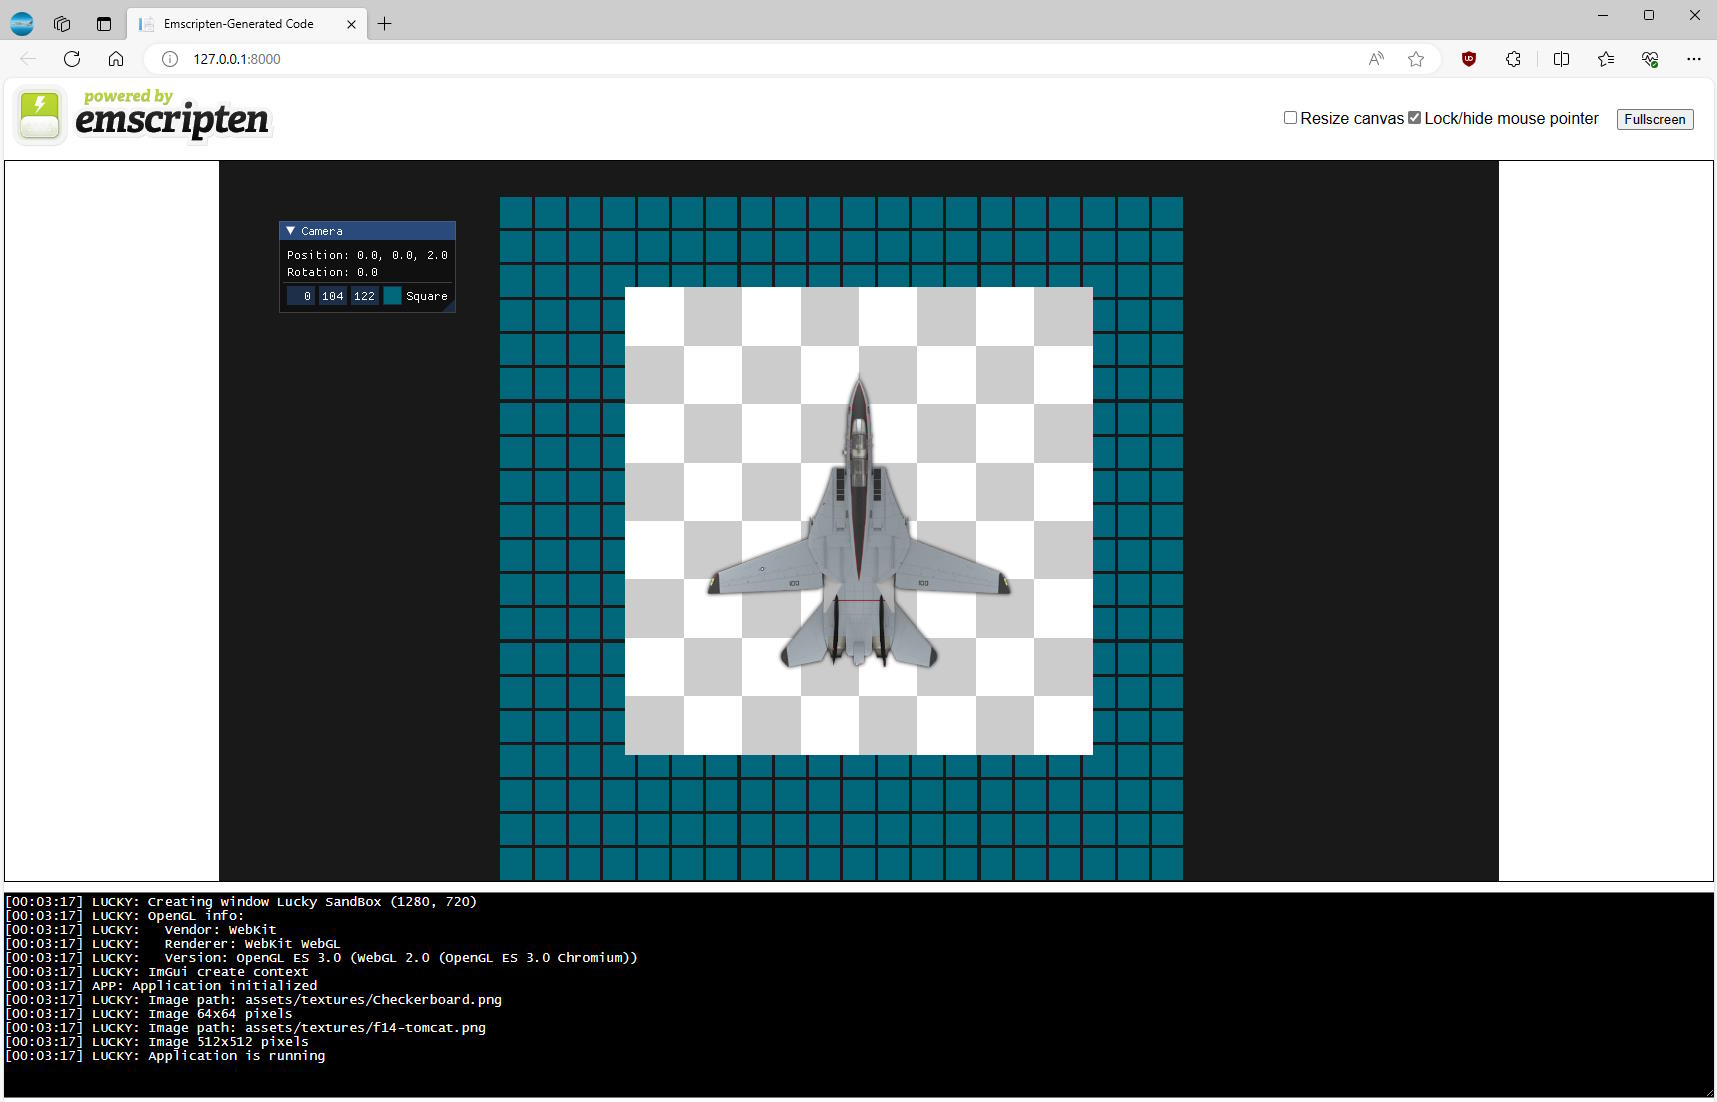 Emscripten-Generated Code
127.0.0.1:8000
powered by
emscripten
Resize canvas
Lock/hide mouse pointer
Fullscreen
Camera
Position: 0.0, 0.0, 2.0
Rotation: 0.0
0 104 122 Square
100 100
[00:03:17] LUCKY: Creating window Lucky SandBox (1280, 720)
[00:03:17] LUCKY: OpenGL info:
[00:03:17] LUCKY:   Vendor: WebKit
[00:03:17] LUCKY:   Renderer: WebKit WebGL
[00:03:17] LUCKY:   Version: OpenGL ES 3.0 (WebGL 2.0 (OpenGL ES 3.0 Chromium))
[00:03:17] LUCKY: ImGui create context
[00:03:17] APP: Application initialized
[00:03:17] LUCKY: Image path: assets/textures/Checkerboard.png
[00:03:17] LUCKY: Image 64x64 pixels
[00:03:17] LUCKY: Image path: assets/textures/f14-tomcat.png
[00:03:17] LUCKY: Image 512x512 pixels
[00:03:17] LUCKY: Application is running